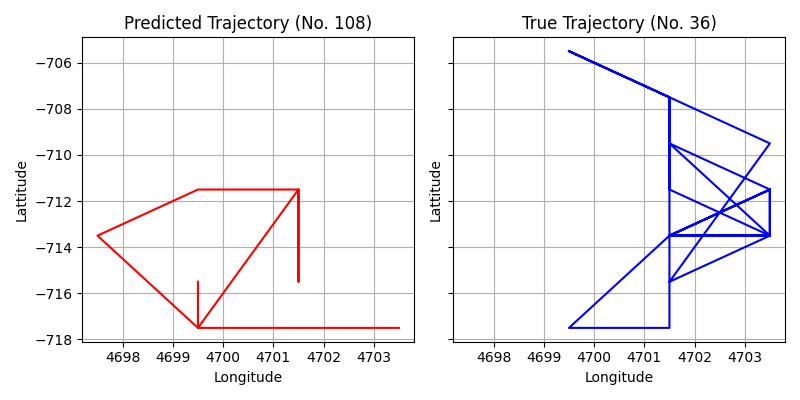 Predicted Trajectory (No. 108)
Lattitude
−706
−708
−710
−712
−714
−716
−718
4698 4699 4700 4701 4702 4703
Longitude
True Trajectory (No. 36)
Lattitude
4698 4699 4700 4701 4702 4703
Longitude